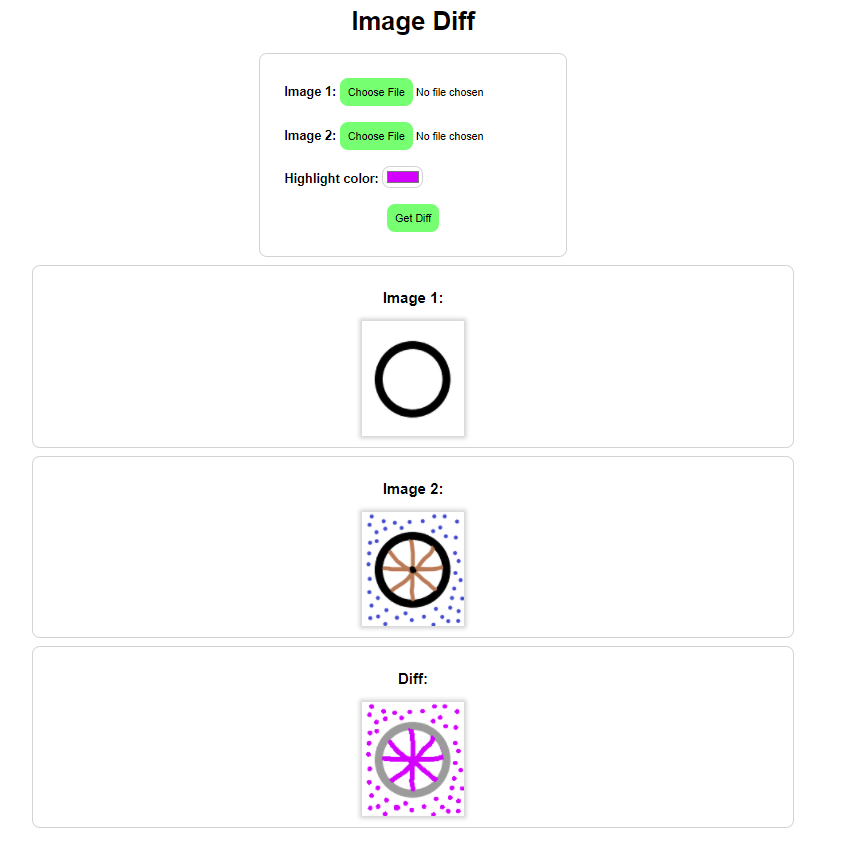 Image Diff
Image 1: Choose File No file chosen
Image 2: Choose File No file chosen
Highlight color:
Get Diff
Image 1:
Image 2:
Diff: